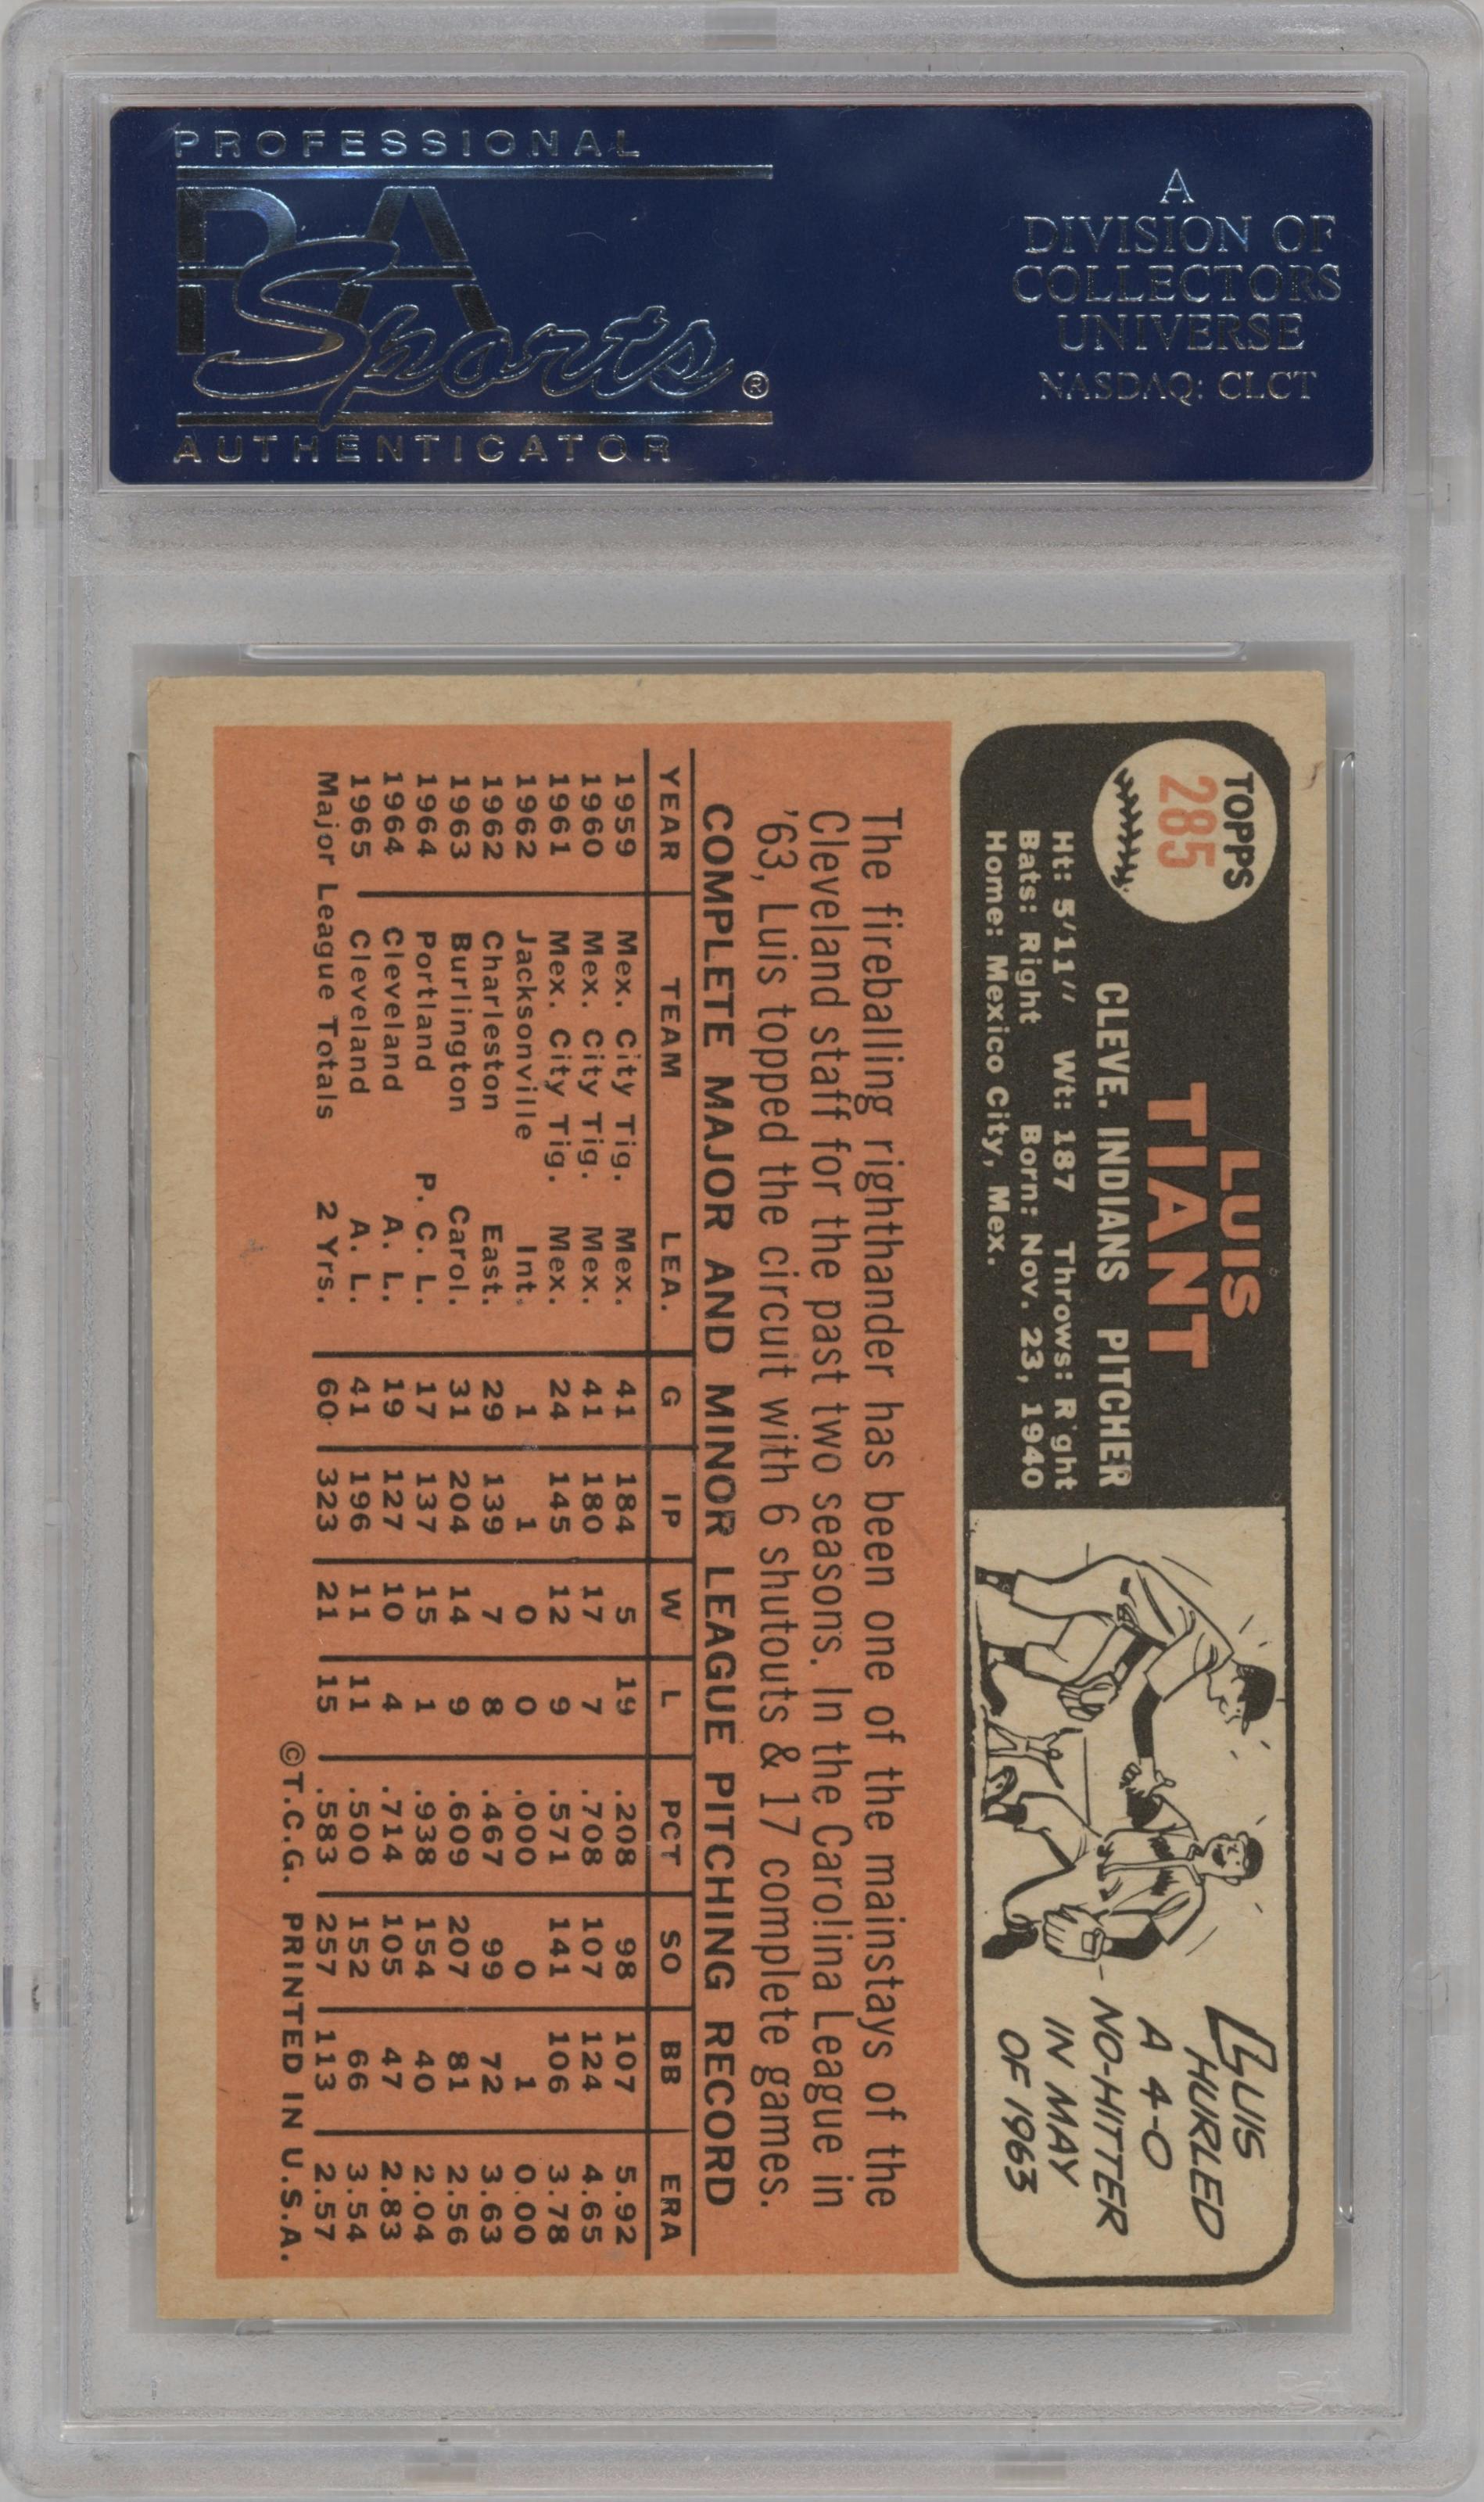 PROFESSIONAL
PSA
Sports®
AUTHENTICATOR
A
DIVISION OF
COLLECTORS
UNIVERSE
NASDAQ: CLCT
TOPPS
285
LUIS
TIANT
CLEVE. INDIANS PITCHER
Ht: 5'11" Wt: 187 Throws: Right
Bats: Right Born: Nov. 23, 1940
Home: Mexico City, Mex.
LUIS
HURLED
A 4-0
NO-HITTER
IN MAY
OF 1963
The fireballing righthander has been one of the mainstays of the
Cleveland staff for the past two seasons. In the Carolina League in
'63, Luis topped the circuit with 6 shutouts & 17 complete games.
COMPLETE MAJOR AND MINOR LEAGUE PITCHING RECORD
YEAR TEAM LEA. G IP W L PCT SO BB ERA
1959 Mex. City Tig. Mex. 41 184 5 19 .208 98 107 5.92
1960 Mex. City Tig. Mex. 41 180 17 7 .708 107 124 4.65
1961 Mex. City Tig. Mex. 24 145 12 9 .571 141 106 3.78
1962 Jacksonville Int. 1 1 0 0 .000 0 1 0.00
1962 Charleston East. 29 139 7 8 .467 99 72 3.63
1963 Burlington Carol. 31 204 14 9 .609 207 81 2.56
1964 Portland P. C. L. 17 137 15 1 .938 154 40 2.04
1964 Cleveland A. L. 19 127 10 4 .714 105 47 2.83
1965 Cleveland A. L. 41 196 11 11 .500 152 66 3.54
Major League Totals 2 Yrs. 60 323 21 15 .583 257 113 2.57
©T.C.G. PRINTED IN U.S.A.